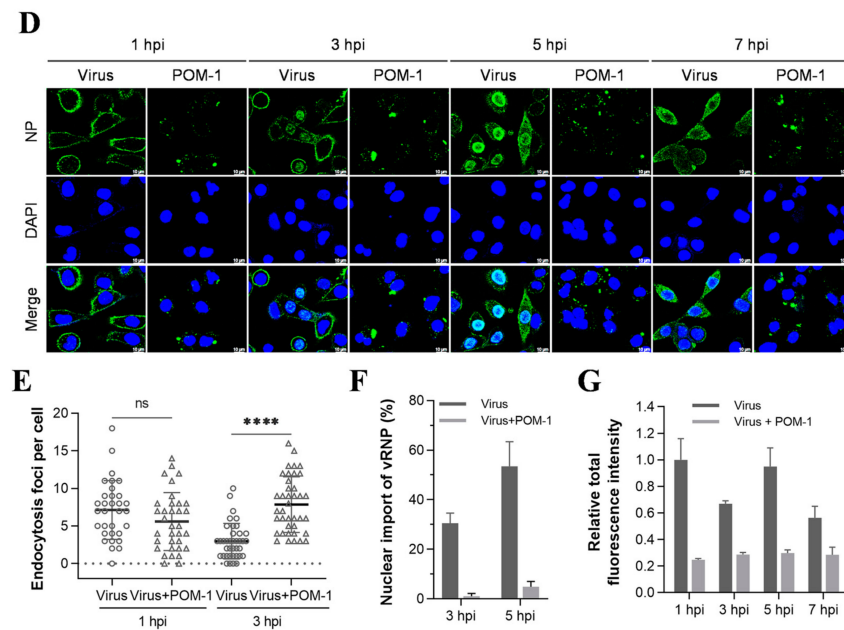 D
1 hpi 3 hpi 5 hpi 7 hpi
Virus POM-1 Virus POM-1 Virus POM-1 Virus POM-1
NP
DAPI
Merge
E
Endocytosis foci per cell
20
15
10
5
0
ns
****
Virus Virus+POM-1 Virus Virus+POM-1
1 hpi 3 hpi
F
Nuclear import of vRNP (%)
80
60
40
20
0
Virus
Virus+POM-1
3 hpi 5 hpi
G
Relative total
fluorescence intensity
1.4
1.2
1.0
0.8
0.6
0.4
0.2
0.0
Virus
Virus + POM-1
1 hpi 3 hpi 5 hpi 7 hpi